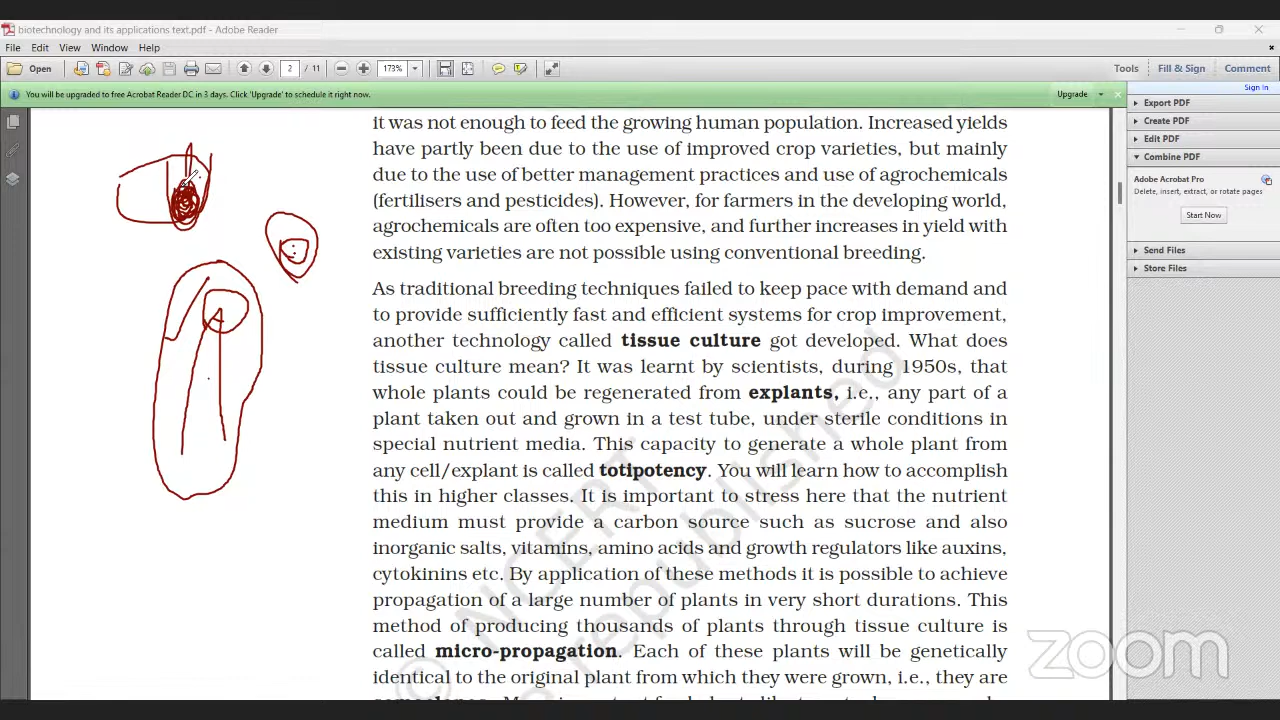 biotechnology and its applications text.pdf - Adobe Reader
File Edit View Window Help
Open 2 / 11 173% Tools Fill & Sign Comment
You will be upgraded to free Acrobat Reader DC in 3 days. Click 'Upgrade' to schedule it right now. Upgrade
Sign In
Export PDF
Create PDF
Edit PDF
Combine PDF
Adobe Acrobat Pro
Delete, insert, extract, or rotate pages
Start Now
Send Files
Store Files
it was not enough to feed the growing human population. Increased yields
have partly been due to the use of improved crop varieties, but mainly
due to the use of better management practices and use of agrochemicals
(fertilisers and pesticides). However, for farmers in the developing world,
agrochemicals are often too expensive, and further increases in yield with
existing varieties are not possible using conventional breeding.
As traditional breeding techniques failed to keep pace with demand and
to provide sufficiently fast and efficient systems for crop improvement,
another technology called tissue culture got developed. What does
tissue culture mean? It was learnt by scientists, during 1950s, that
whole plants could be regenerated from explants, i.e., any part of a
plant taken out and grown in a test tube, under sterile conditions in
special nutrient media. This capacity to generate a whole plant from
any cell/explant is called totipotency. You will learn how to accomplish
this in higher classes. It is important to stress here that the nutrient
medium must provide a carbon source such as sucrose and also
inorganic salts, vitamins, amino acids and growth regulators like auxins,
cytokinins etc. By application of these methods it is possible to achieve
propagation of a large number of plants in very short durations. This
method of producing thousands of plants through tissue culture is
called micro-propagation. Each of these plants will be genetically
identical to the original plant from which they were grown, i.e., they are
© NCERT
republished
zoom